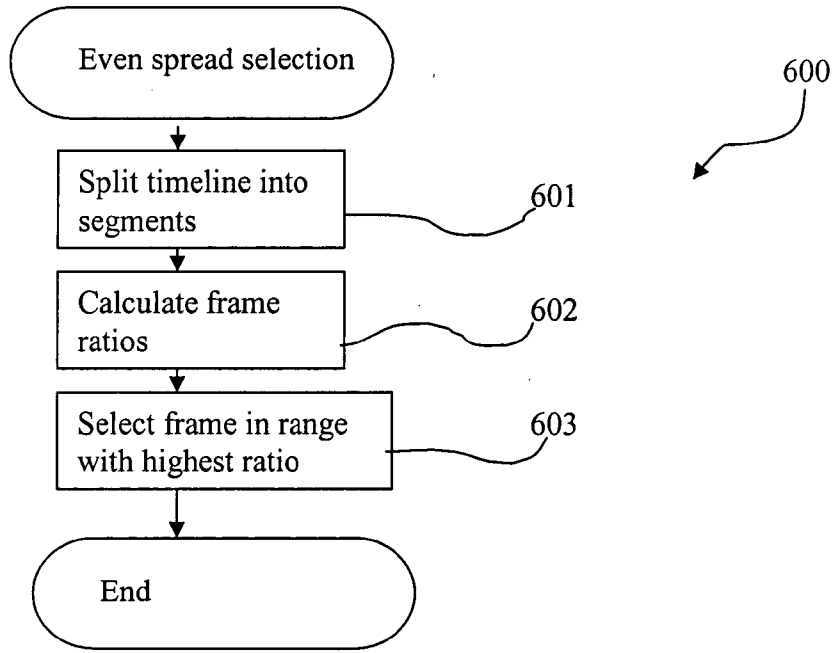 Even spread selection
600
Split timeline into
segments
601
Calculate frame
ratios
602
Select frame in range
with highest ratio
603
End